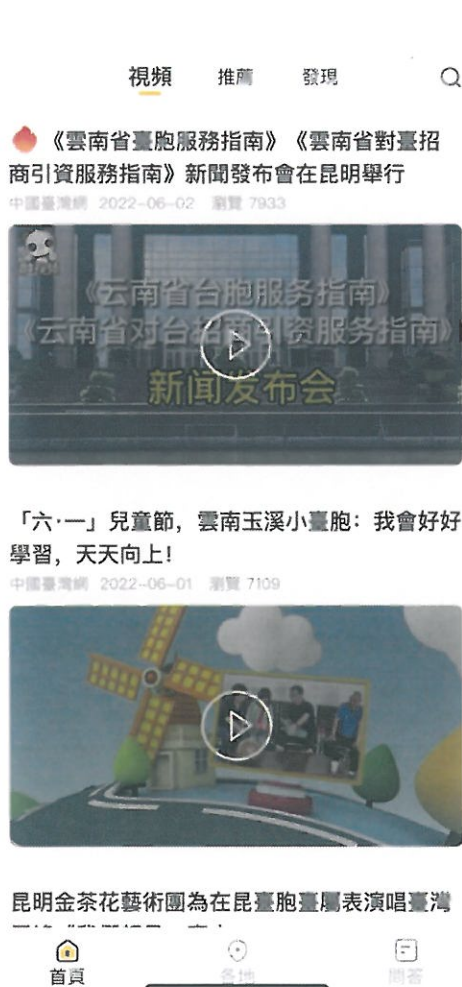 視頻 推薦 發現
《雲南省臺胞服務指南》《雲南省對臺招
商引資服務指南》新聞發布會在昆明舉行
中國臺灣網 2022-06-02 瀏覽 7933
《云南省台胞服务指南》
《云南省对台招商引资服务指南》
新闻发布会
「六·一」兒童節，雲南玉溪小臺胞：我會好好
學習，天天向上！
中國臺灣網 2022-06-01 瀏覽 7109
昆明金茶花藝術團為在昆臺胞臺屬表演唱臺灣
首頁 各地 問答